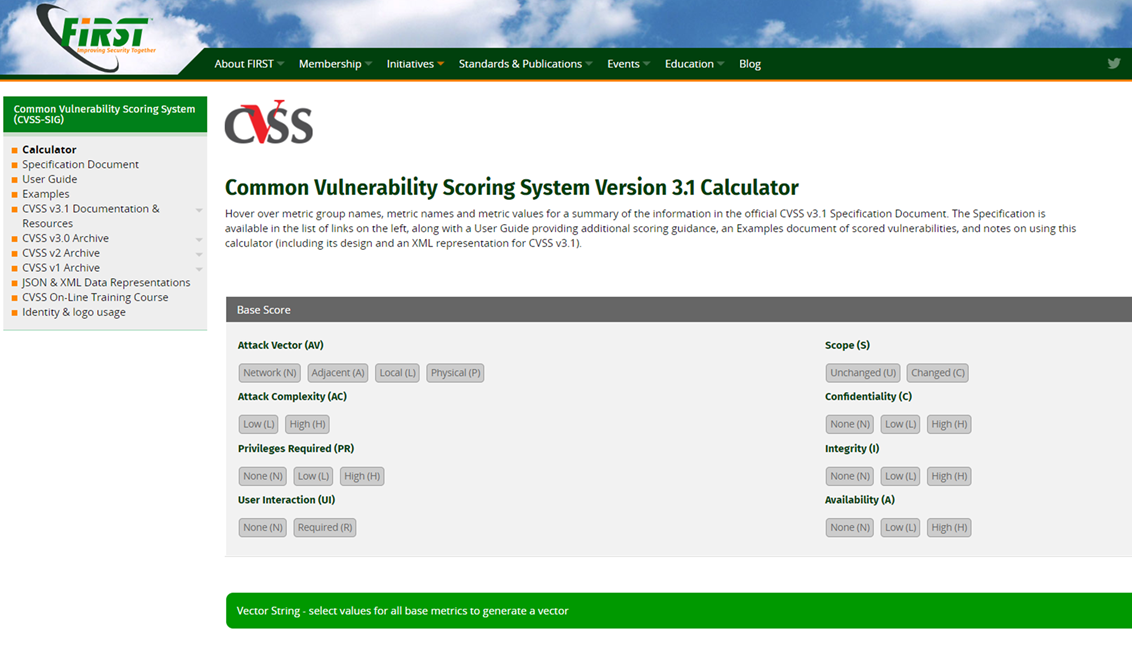 FIRST
Improving Security Together
About FIRST
Membership
Initiatives
Standards & Publications
Events
Education
Blog
Common Vulnerability Scoring System
(CVSS-SIG)
Calculator
Specification Document
User Guide
Examples
CVSS v3.1 Documentation &
Resources
CVSS v3.0 Archive
CVSS v2 Archive
CVSS v1 Archive
JSON & XML Data Representations
CVSS On-Line Training Course
Identity & logo usage
CVSS
Common Vulnerability Scoring System Version 3.1 Calculator
Hover over metric group names, metric names and metric values for a summary of the information in the official CVSS v3.1 Specification Document. The Specification is
available in the list of links on the left, along with a User Guide providing additional scoring guidance, an Examples document of scored vulnerabilities, and notes on using this
calculator (including its design and an XML representation for CVSS v3.1).
Base Score
Attack Vector (AV)
Network (N) Adjacent (A) Local (L) Physical (P)
Attack Complexity (AC)
Low (L) High (H)
Privileges Required (PR)
None (N) Low (L) High (H)
User Interaction (UI)
None (N) Required (R)
Scope (S)
Unchanged (U) Changed (C)
Confidentiality (C)
None (N) Low (L) High (H)
Integrity (I)
None (N) Low (L) High (H)
Availability (A)
None (N) Low (L) High (H)
Vector String - select values for all base metrics to generate a vector